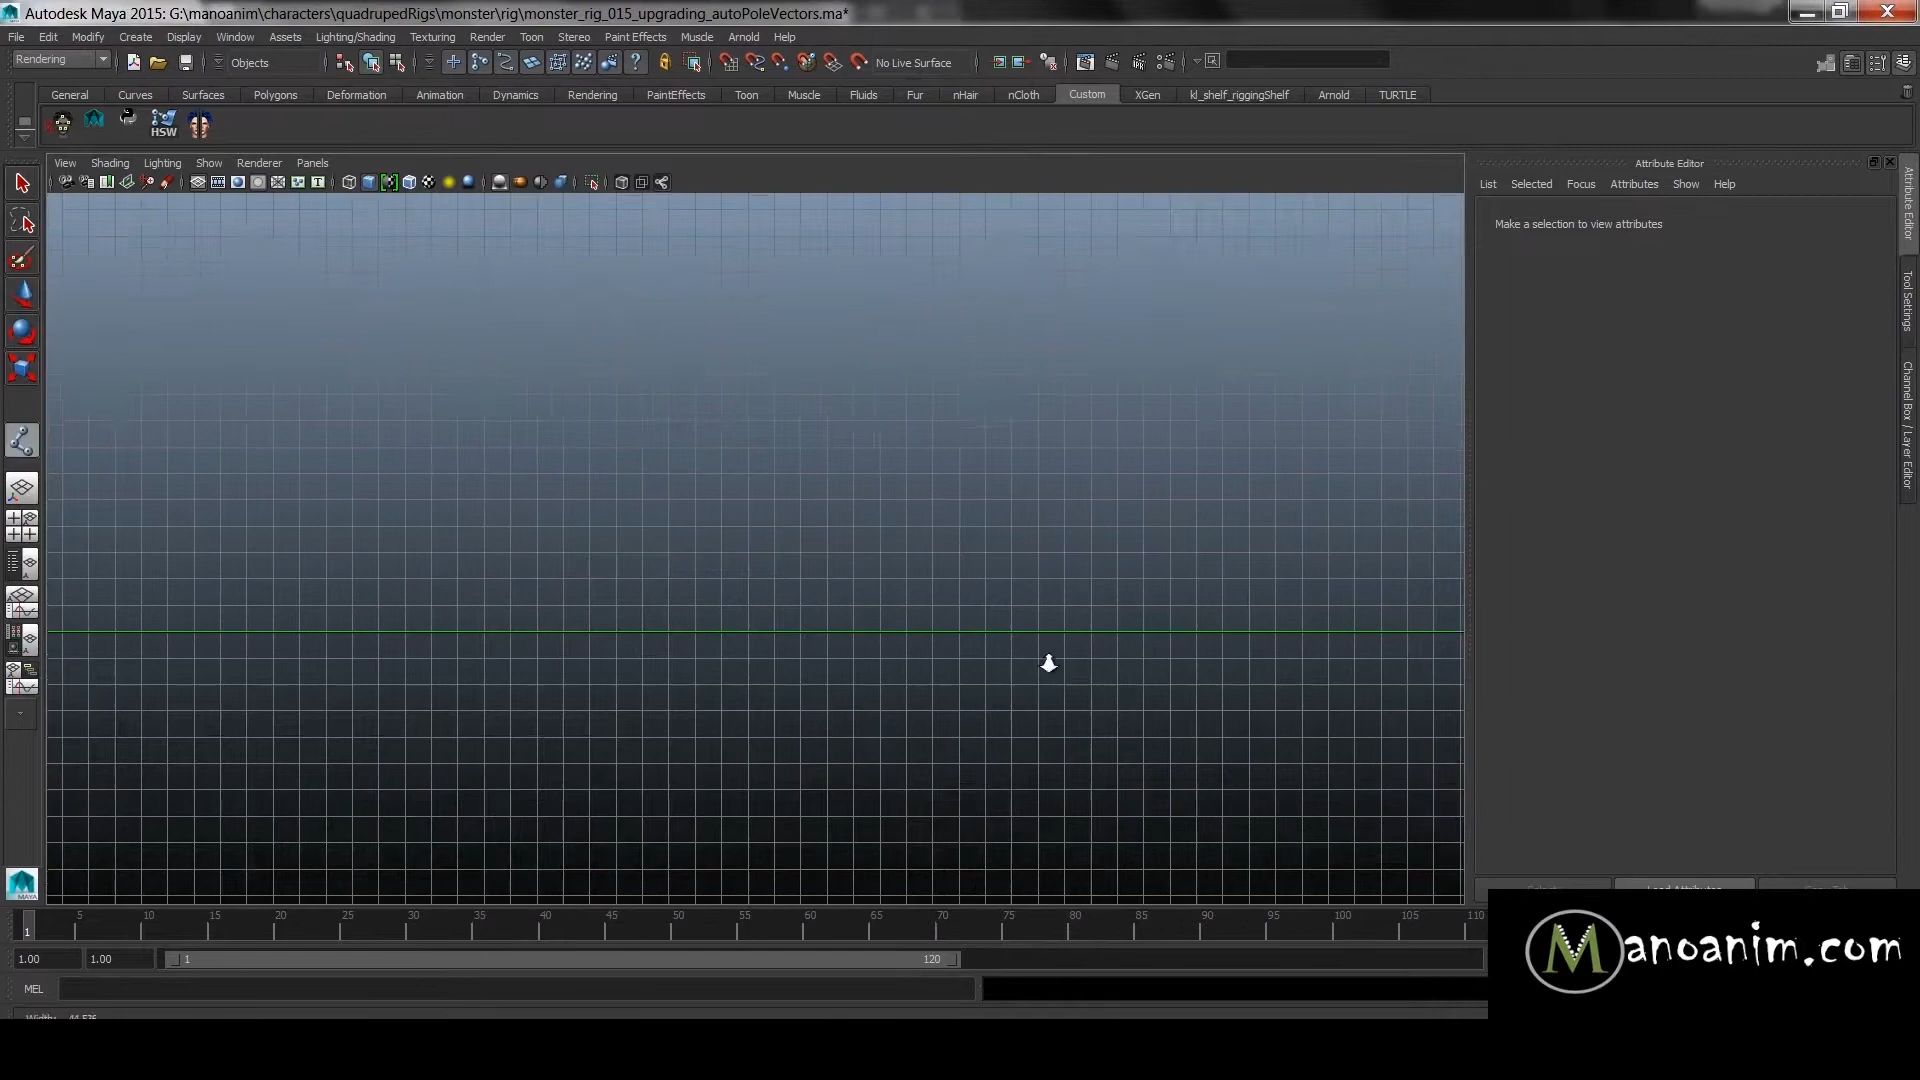 Autodesk Maya 2015: G:\manoanim\characters\quadrupedRigs\monster\rig\monster_rig_015_upgrading_autoPoleVectors.ma*
File Edit Modify Create Display Window Assets Lighting/Shading Texturing Render Toon Stereo Paint Effects Muscle Arnold Help
Rendering Objects No Live Surface
General Curves Surfaces Polygons Deformation Animation Dynamics Rendering PaintEffects Toon Muscle Fluids Fur nHair nCloth Custom XGen kl_shelf_riggingShelf Arnold TURTLE
HSW
View Shading Lighting Show Renderer Panels
Attribute Editor
List Selected Focus Attributes Show Help
Make a selection to view attributes
Attribute Editor
Tool Settings
Channel Box / Layer Editor
MAYA
5 10 15 20 25 30 35 40 45 50 55 60 65 70 75 80 85 90 95 100 105 110
1
1.00 1.00 1 120
MEL
Manoanim.com